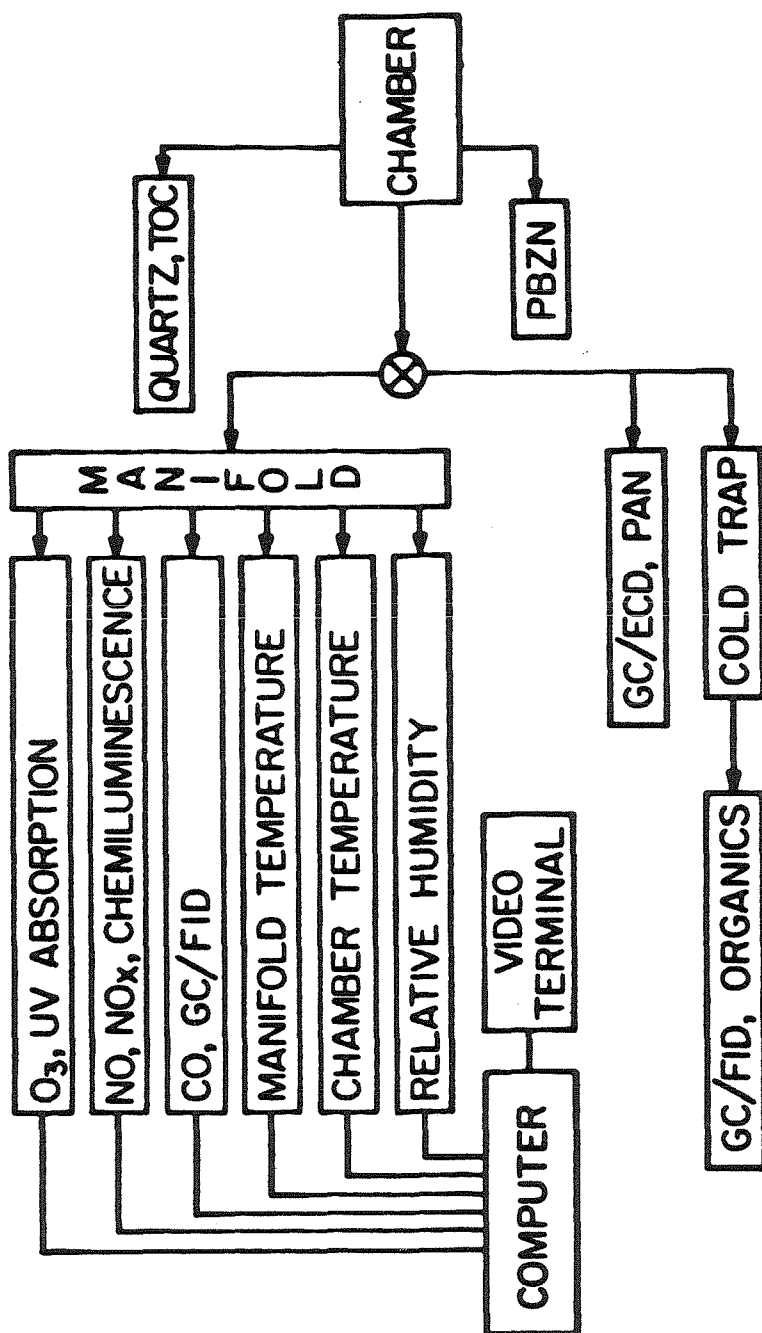 CHAMBER
QUARTZ, TOC
PBZN
MANIFOLD
O₃, UV ABSORPTION
NO, NOₓ, CHEMILUMINESCENCE
CO, GC/FID
MANIFOLD TEMPERATURE
CHAMBER TEMPERATURE
RELATIVE HUMIDITY
GC/ECD, PAN
COLD TRAP
VIDEO
TERMINAL
COMPUTER
GC/FID, ORGANICS